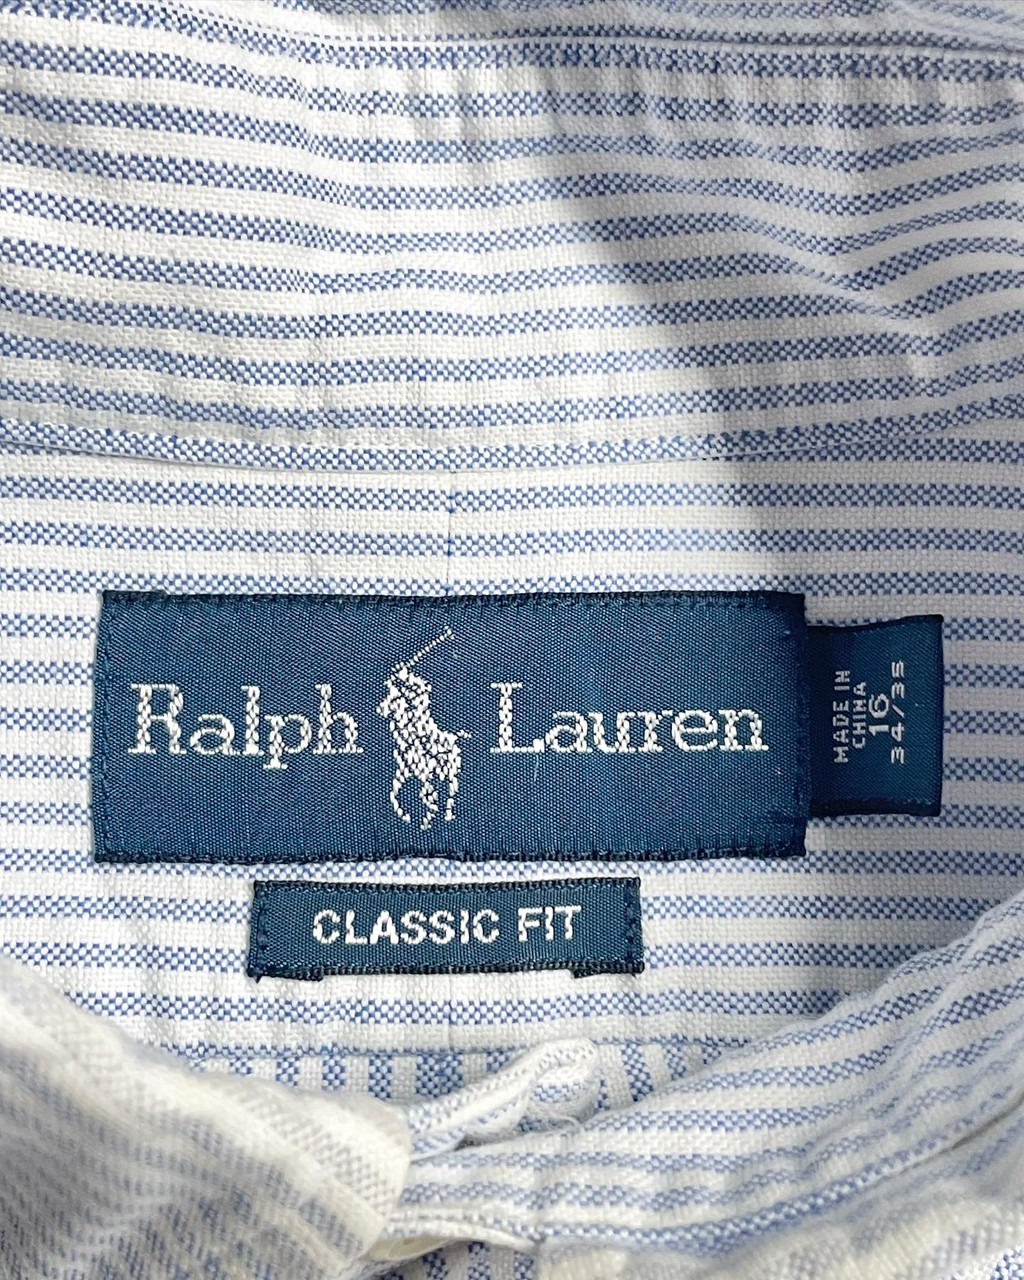 Ralph Lauren
MADE IN
CHINA
16
34/35
CLASSIC FIT